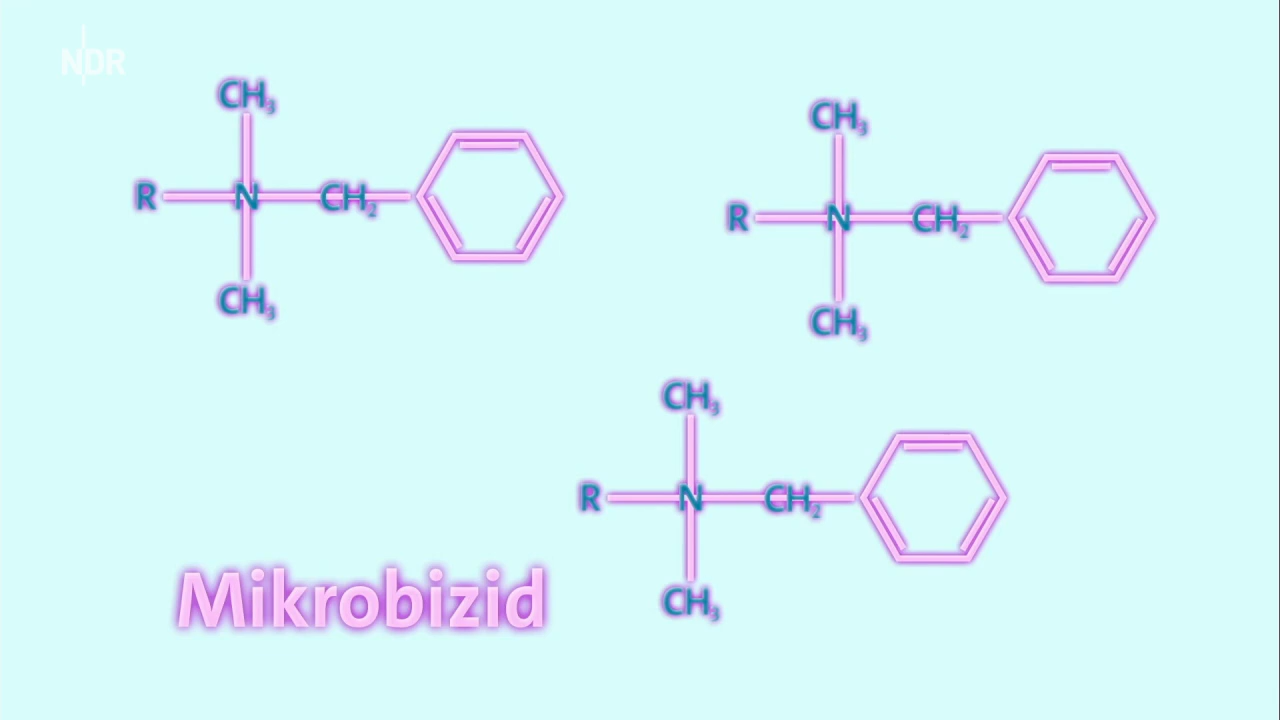 NDR
CH₃
R N CH₂
CH₃
CH₃
R N CH₂
CH₃
CH₃
R N CH₂
CH₃
Mikrobizid